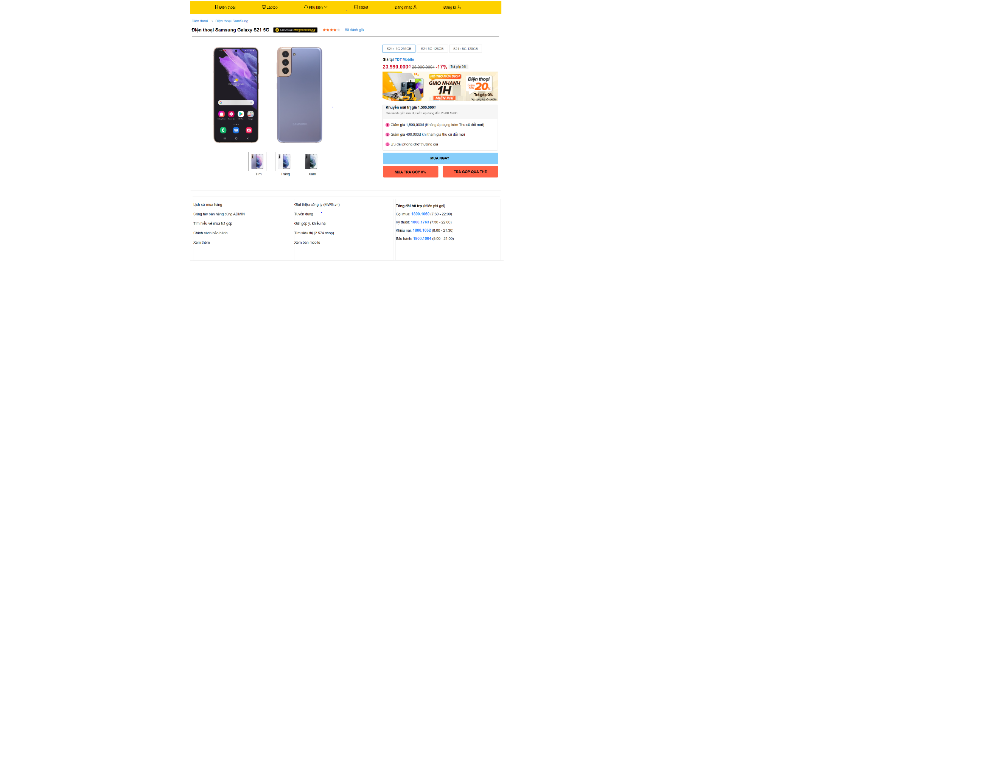 Điện thoại Laptop Phụ kiện Tablet Đăng nhập Đăng kí
Điện thoại › Điện thoại SamSung
Điện thoại Samsung Galaxy S21 5G Chỉ có tại thegioididong 80 đánh giá
S21+ 5G 256GB S21 5G 128GB S21+ 5G 128GB
Giá tại TDT Mobile
23.990.000₫ 28.990.000₫ -17% Trả góp 0%
HỖ TRỢ MÙA DỊCH
GIAO NHANH
1H
MIỄN PHÍ
Điện thoại
Giảm đến 20%
Trả góp 0%
*Áp dụng tuỳ sản phẩm
SAMSUNG
Khuyến mãi trị giá 1.500.000₫
Giá và khuyến mãi dự kiến áp dụng đến 23:00 15/06
1 Giảm giá 1,500,000đ (Không áp dụng kèm Thu cũ đổi mới)
2 Giảm giá 400,000đ khi tham gia thu cũ đổi mới
3 Ưu đãi phòng chờ thương gia
MUA NGAY
MUA TRẢ GÓP 0% TRẢ GÓP QUA THẺ
Tím Trắng Xám
Lịch sử mua hàng
Cộng tác bán hàng cùng ADMIN
Tìm hiểu về mua trả góp
Chính sách bảo hành
Xem thêm
Giới thiệu công ty (MWG.vn)
Tuyển dụng
Gửi góp ý, khiếu nại
Tìm siêu thị (2.574 shop)
Xem bản mobile
Tổng đài hỗ trợ (Miễn phí gọi)
Gọi mua: 1800.1060 (7:30 - 22:00)
Kỹ thuật: 1800.1763 (7:30 - 22:00)
Khiếu nại: 1800.1062 (8:00 - 21:30)
Bảo hành: 1800.1064 (8:00 - 21:00)